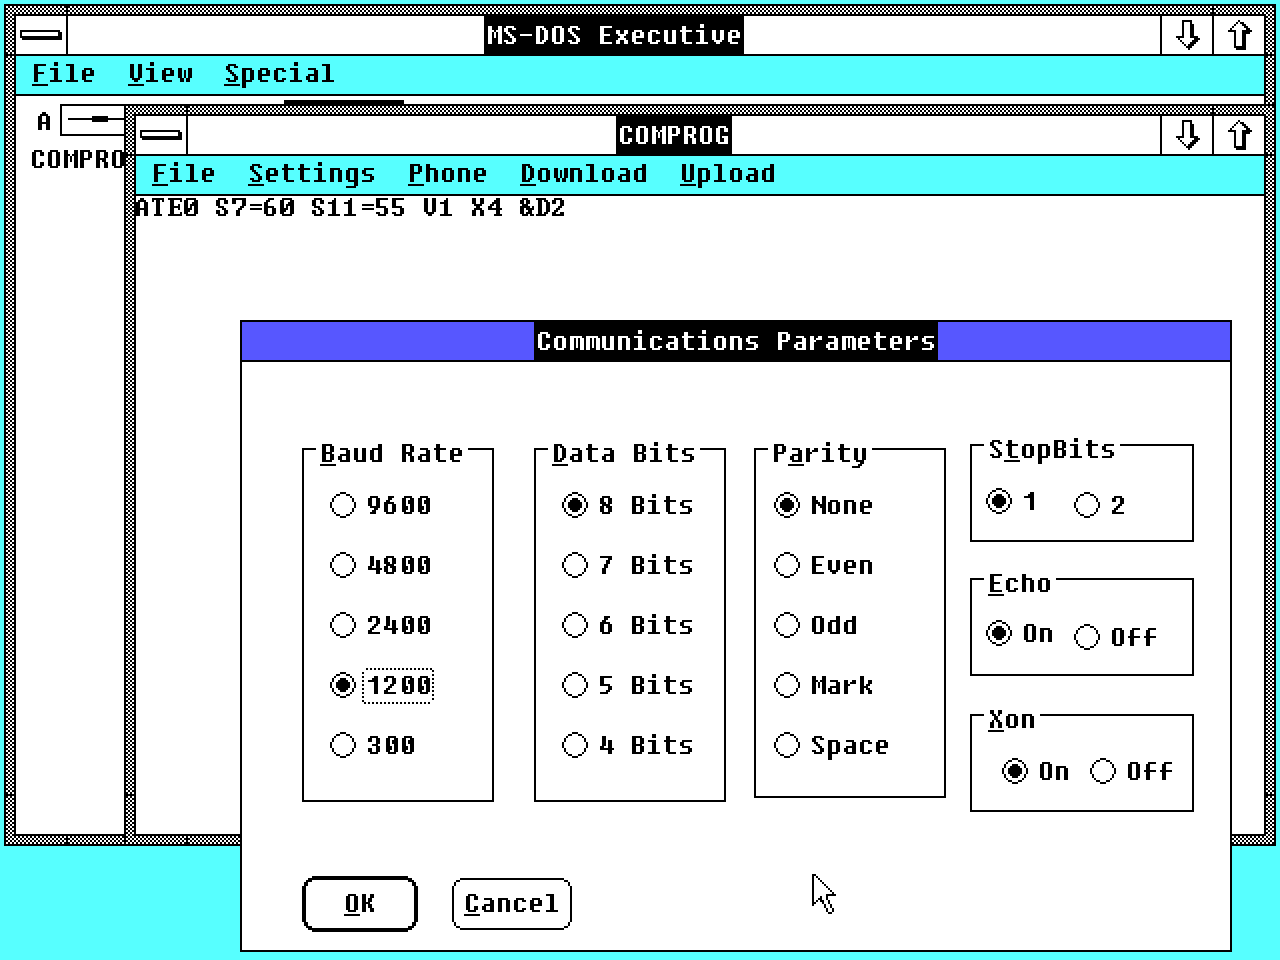 MS-DOS Executive
File View Special
A
COMPRO
COMPROG
File Settings Phone Download Upload
ATE0 S7=60 S11=55 V1 X4 &D2
Communications Parameters
Baud Rate
9600
4800
2400
1200
300
Data Bits
8 Bits
7 Bits
6 Bits
5 Bits
4 Bits
Parity
None
Even
Odd
Mark
Space
StopBits
1 2
Echo
On Off
Xon
On Off
OK Cancel